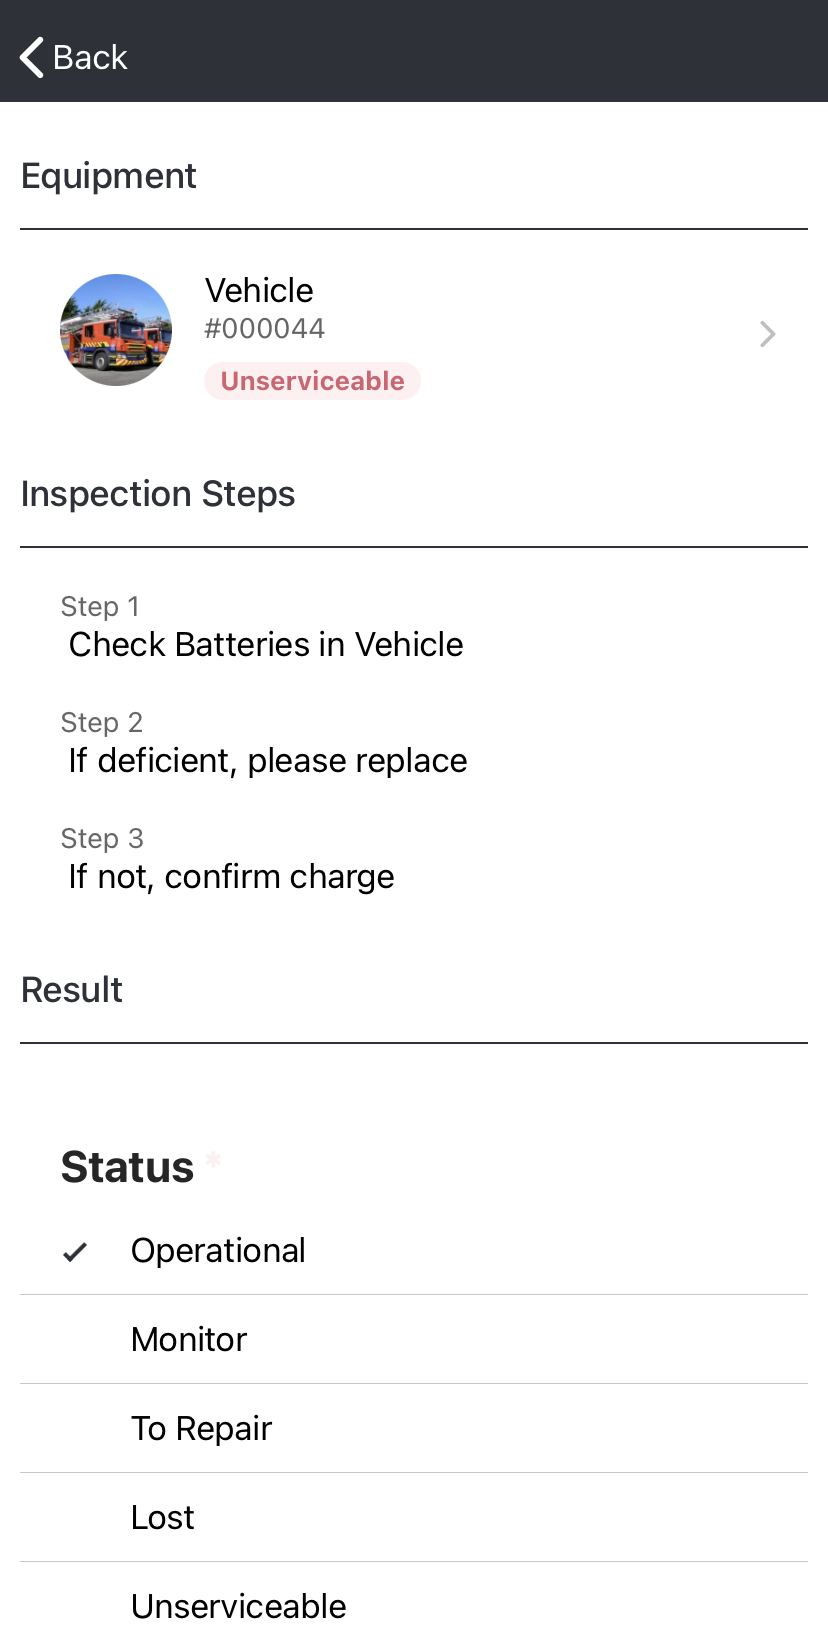 Back
Equipment
Vehicle
#000044
Unserviceable
Inspection Steps
Step 1
Check Batteries in Vehicle
Step 2
If deficient, please replace
Step 3
If not, confirm charge
Result
Status *
Operational
Monitor
To Repair
Lost
Unserviceable